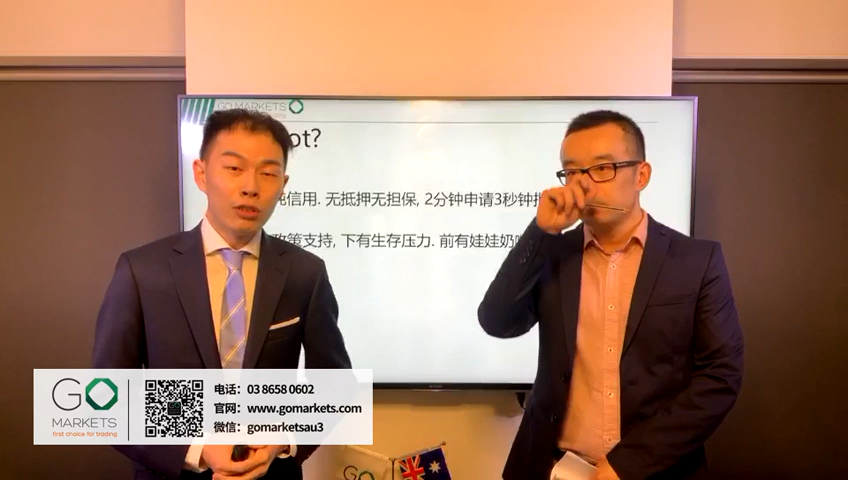 GO MARKETS
ot?
信用. 无抵押无担保, 2分钟申请3秒钟
政策支持, 下有生存压力. 前有娃娃奶
GO
MARKETS
first choice for trading
电话: 03 8658 0602
官网: www.gomarkets.com
微信: gomarketsau3
GO